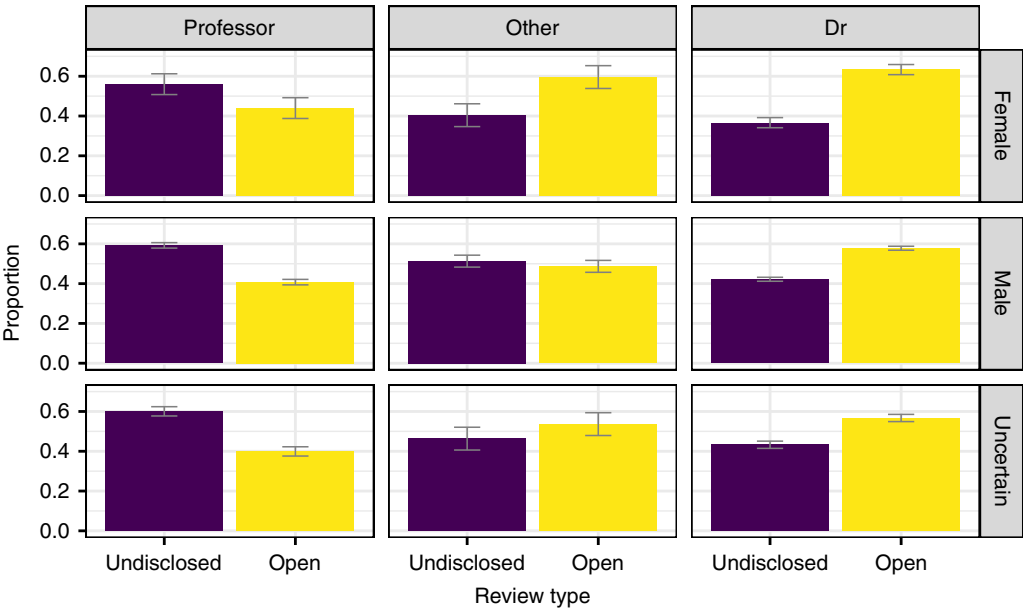 Professor Other Dr
0.6
0.4
0.2
0.0
Female
0.6
0.4
0.2
0.0
Male
0.6
0.4
0.2
0.0
Uncertain
Proportion
Undisclosed Open Undisclosed Open Undisclosed Open
Review type